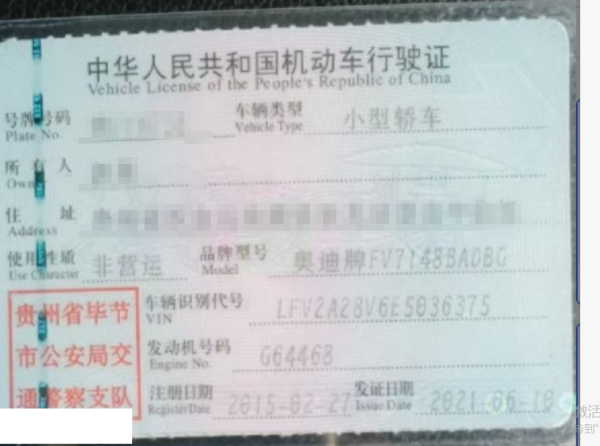 中华人民共和国机动车行驶证
Vehicle License of the People's Republic of China
号牌号码
Plate No.
车辆类型 小型轿车
Vehicle Type
所有人
Own
住址
Address
使用性质 非营运
Use Character
品牌型号 奥迪牌FV7148BADBG
Model
贵州省毕节
市公安局交
通警察支队
车辆识别代号 LFV2A28V6E5036375
VIN
发动机号码 G64468
Engine No.
注册日期 2015-02-27
Register Date
发证日期 2021-06-10
Issue Date
激活